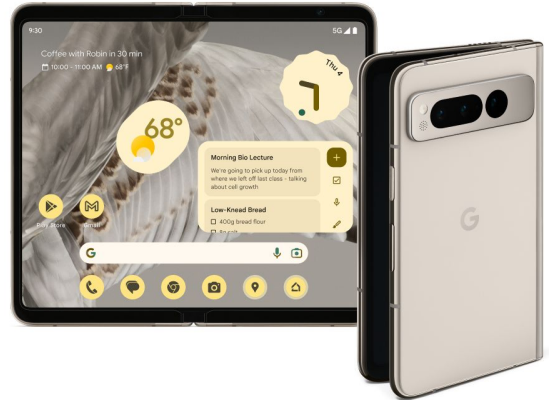 9:30
5G
Coffee with Robin in 30 min
10:00 - 11:00 AM 68°F
Thu 4
68°
Morning Bio Lecture
We're going to pick up today from
where we left off last class - talking
about cell growth
Low-Knead Bread
400g bread flour
8g salt
Play Store
Gmail
G
G